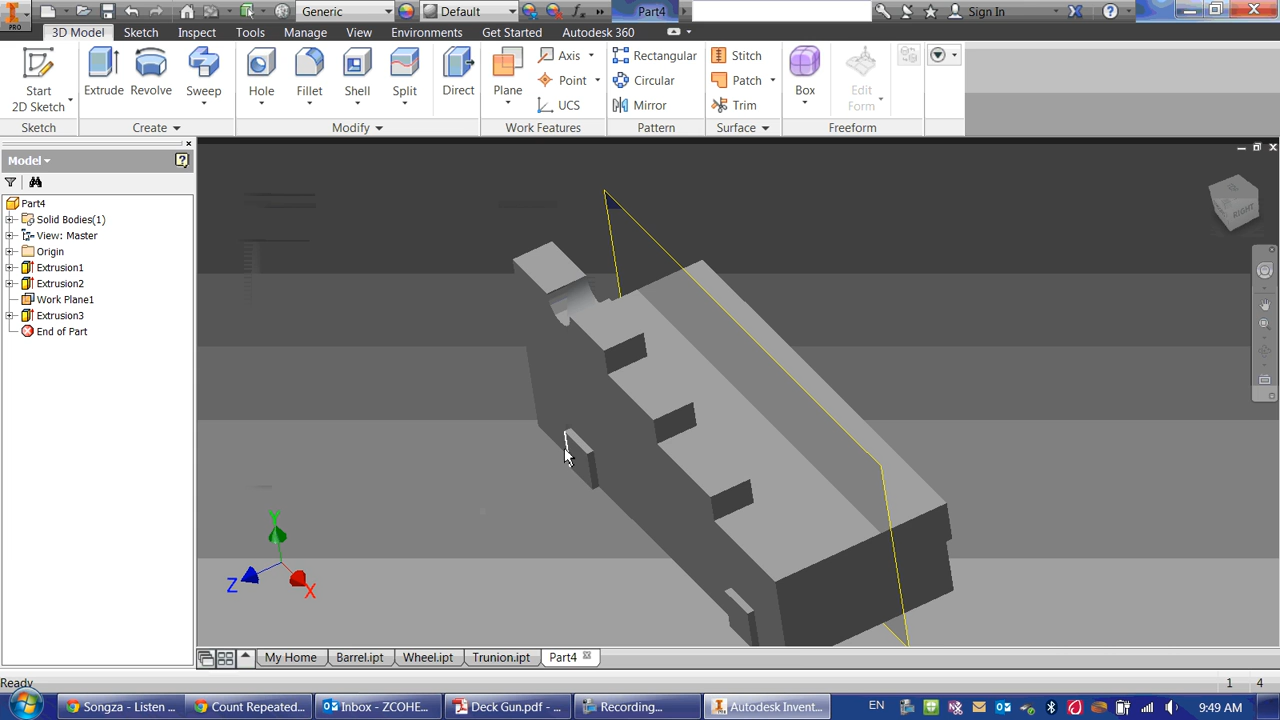 PRO
Generic
Default
fx
Part4
Sign In
3D Model
Sketch
Inspect
Tools
Manage
View
Environments
Get Started
Autodesk 360
Start
2D Sketch
Extrude
Revolve
Sweep
Hole
Fillet
Shell
Split
Direct
Plane
Axis
Point
UCS
Rectangular
Circular
Mirror
Stitch
Patch
Trim
Box
Edit
Form
Sketch
Create
Modify
Work Features
Pattern
Surface
Freeform
Model
Part4
Solid Bodies(1)
View: Master
Origin
Extrusion1
Extrusion2
Work Plane1
Extrusion3
End of Part
RIGHT
Y
Z
X
My Home
Barrel.ipt
Wheel.ipt
Trunion.ipt
Part4
Ready
1
4
Songza - Listen ...
Count Repeated...
Inbox - ZCOHE...
Deck Gun.pdf - ...
Recording...
Autodesk Invent...
EN
9:49 AM